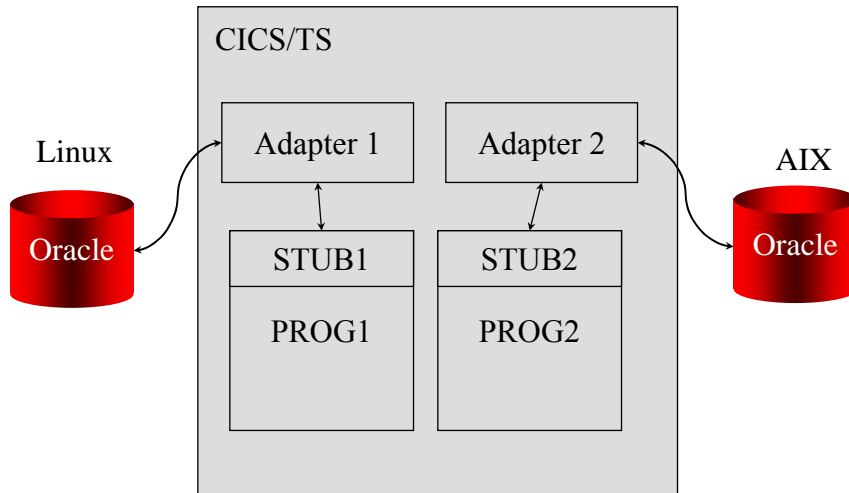 CICS/TS
Linux
Adapter 1
Adapter 2
AIX
Oracle
STUB1
STUB2
Oracle
PROG1
PROG2